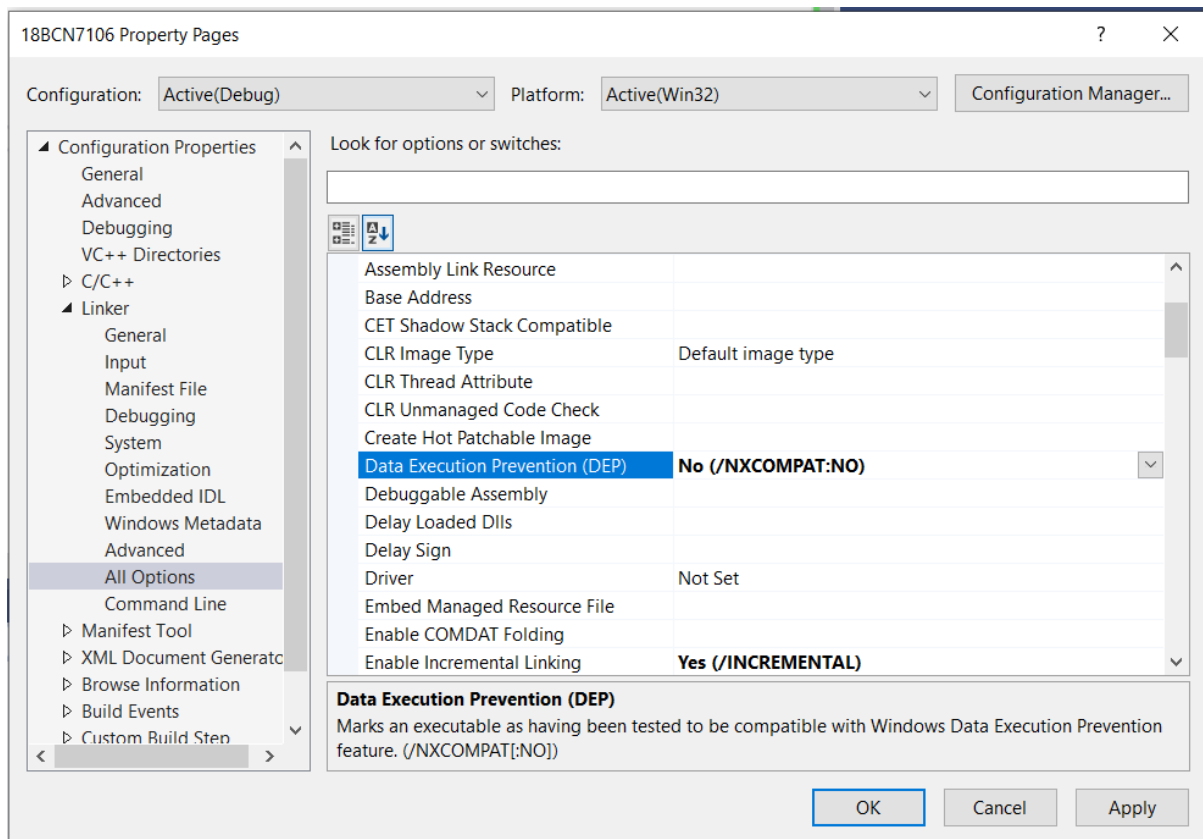 18BCN7106 Property Pages
?
Configuration:
Active(Debug)
Platform:
Active(Win32)
Configuration Manager...
Configuration Properties
General
Advanced
Debugging
VC++ Directories
C/C++
Linker
General
Input
Manifest File
Debugging
System
Optimization
Embedded IDL
Windows Metadata
Advanced
All Options
Command Line
Manifest Tool
XML Document Generato
Browse Information
Build Events
Custom Build Step
Look for options or switches:
Assembly Link Resource
Base Address
CET Shadow Stack Compatible
CLR Image Type Default image type
CLR Thread Attribute
CLR Unmanaged Code Check
Create Hot Patchable Image
Data Execution Prevention (DEP) No (/NXCOMPAT:NO)
Debuggable Assembly
Delay Loaded Dlls
Delay Sign
Driver Not Set
Embed Managed Resource File
Enable COMDAT Folding
Enable Incremental Linking Yes (/INCREMENTAL)
Data Execution Prevention (DEP)
Marks an executable as having been tested to be compatible with Windows Data Execution Prevention
feature. (/NXCOMPAT[:NO])
OK
Cancel
Apply